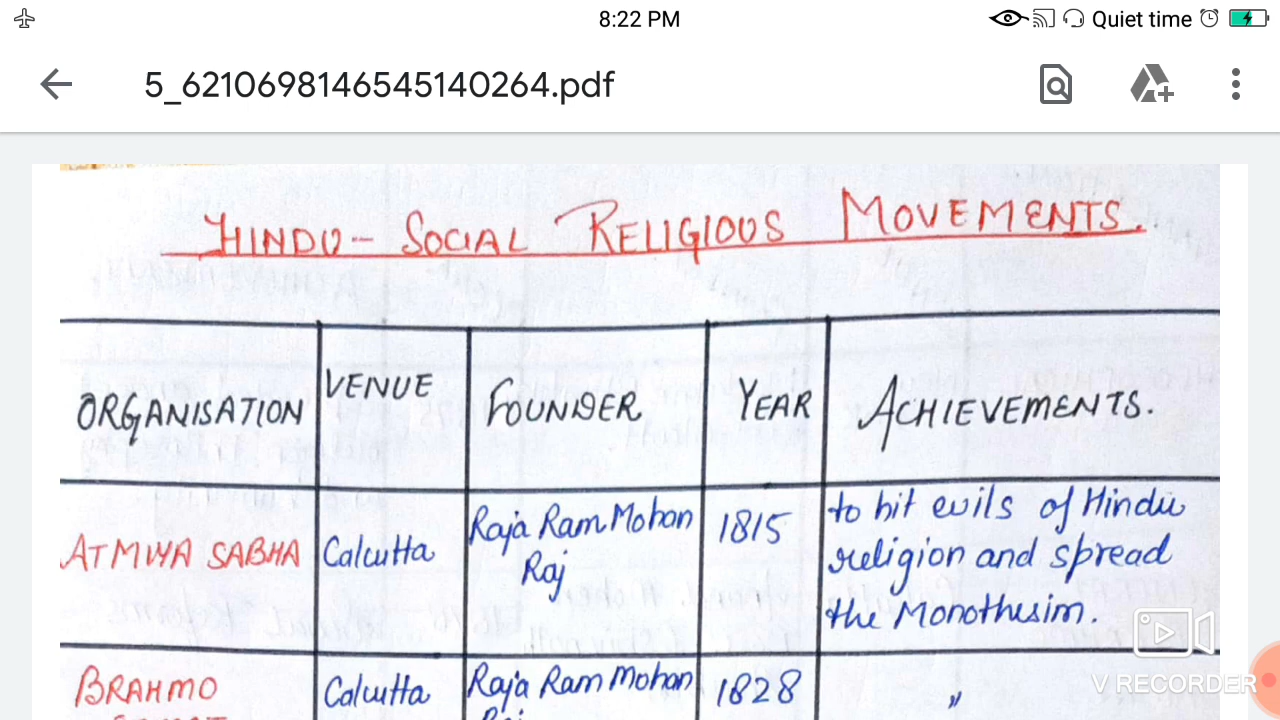 8:22 PM
Quiet time
5_6210698146545140264.pdf
HINDU - SOCIAL RELIGIOUS MOVEMENTS.
ORGANISATION VENUE FOUNDER YEAR ACHIEVEMENTS.
ATMIYA SABHA Calcutta Raja Ram Mohan Raj 1815 to hit evils of Hindu
religion and spread
the Monothesim.
BRAHMO Calcutta Raja Ram Mohan 1828 "
V RECORDER